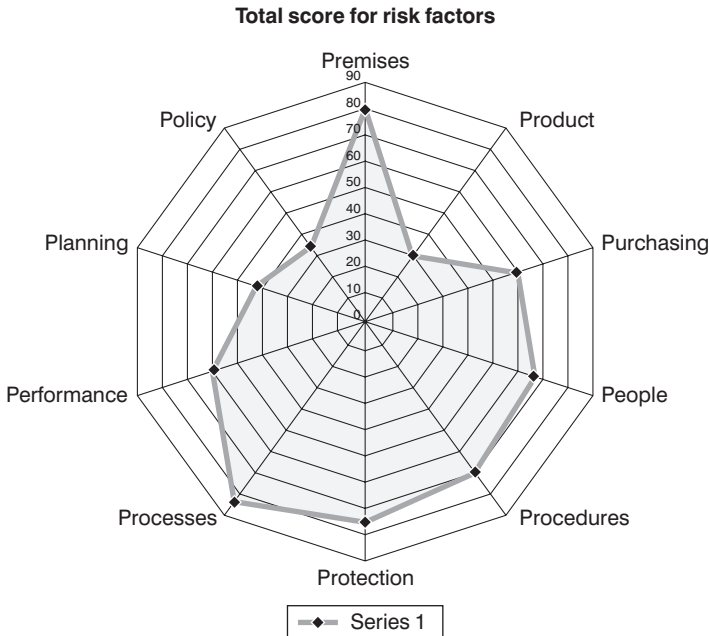 Total score for risk factors
Premises
90
80
70
60
50
40
30
20
10
0
Product
Purchasing
People
Procedures
Protection
Processes
Performance
Planning
Policy
Series 1